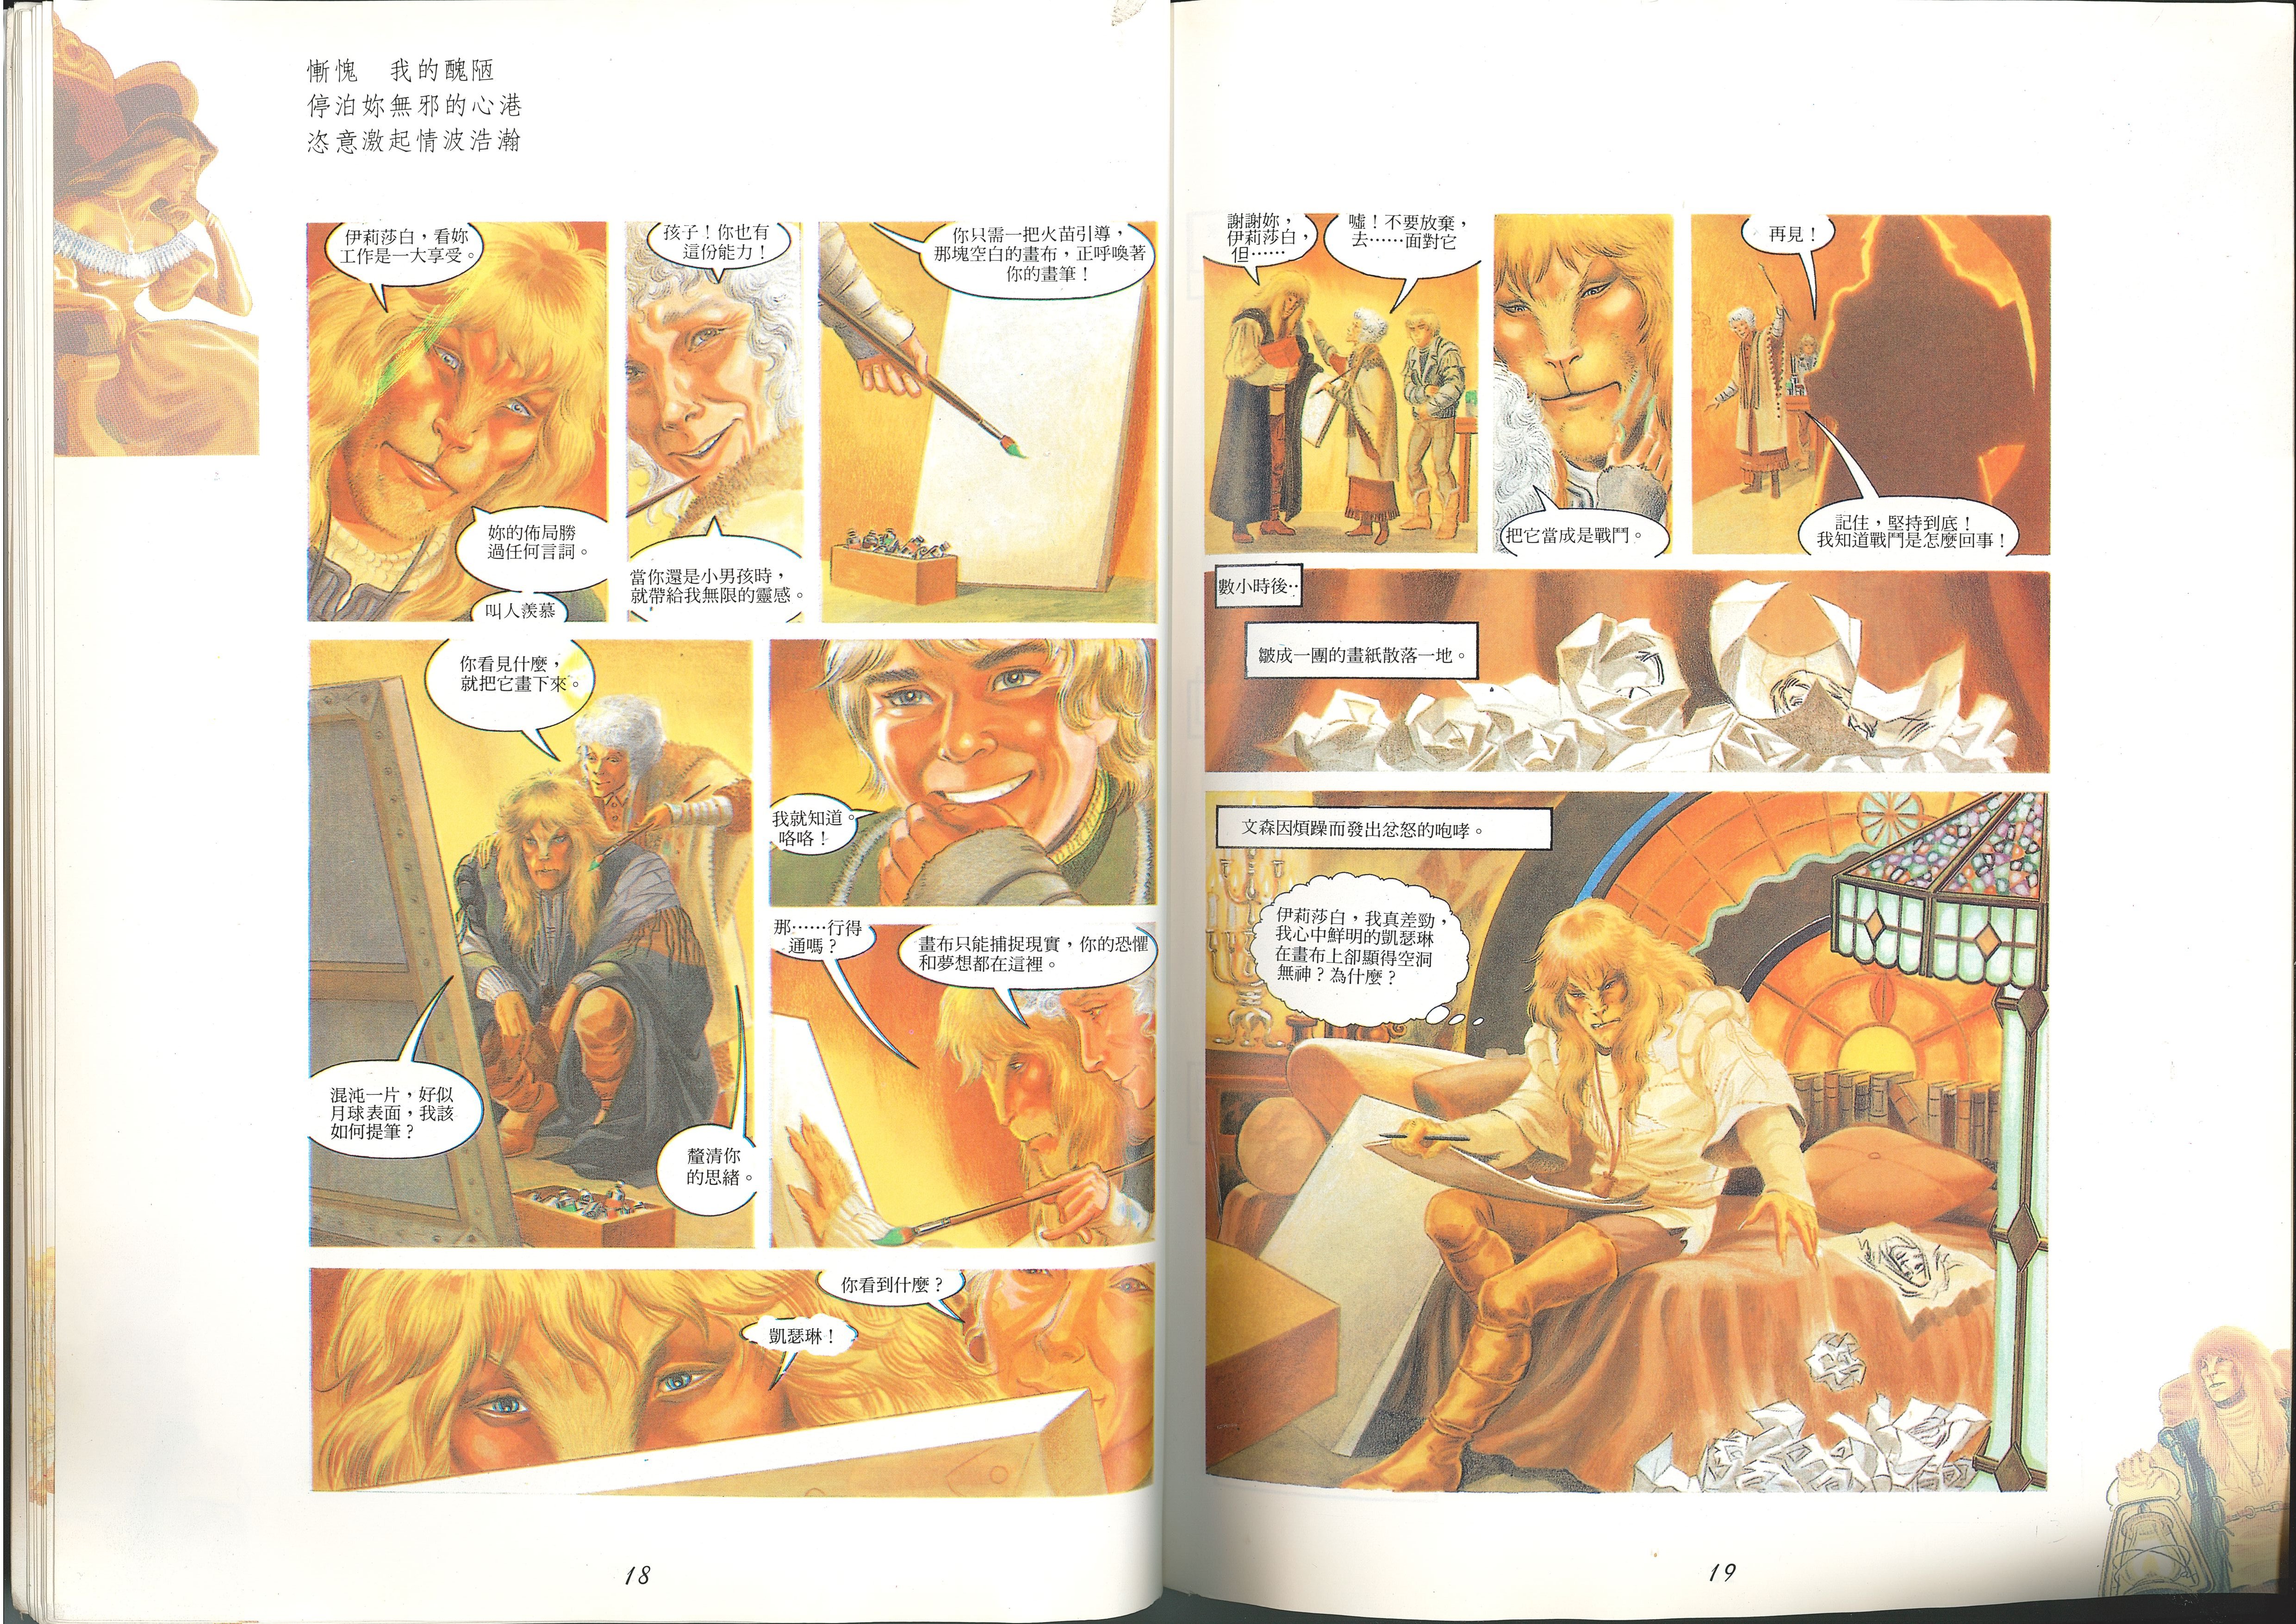 慚愧　我的醜陋
停泊妳無邪的心港
恣意激起情波浩瀚
伊莉莎白，看妳
工作是一大享受。
妳的佈局勝
過任何言詞。
叫人羨慕
孩子！你也有
這份能力！
當你還是小男孩時，
就帶給我無限的靈感。
你只需一把火苗引導，
那塊空白的畫布，正呼喚著
你的畫筆！
你看見什麼，
就把它畫下來。
混沌一片，好似
月球表面，我該
如何提筆？
釐清你
的思緒。
我就知道。
咯咯！
那⋯⋯行得
通嗎？
畫布只能捕捉現實，你的恐懼
和夢想都在這裡。
你看到什麼？
凱瑟琳！
18
謝謝妳，
伊莉莎白，
但⋯⋯
噓！不要放棄，
去⋯⋯面對它
把它當成是戰鬥。
再見！
記住，堅持到底！
我知道戰鬥是怎麼回事！
數小時後⋯
皺成一團的畫紙散落一地。
文森因煩躁而發出忿怒的咆哮。
伊莉莎白，我真差勁，
我心中鮮明的凱瑟琳
在畫布上卻顯得空洞
無神？為什麼？
19